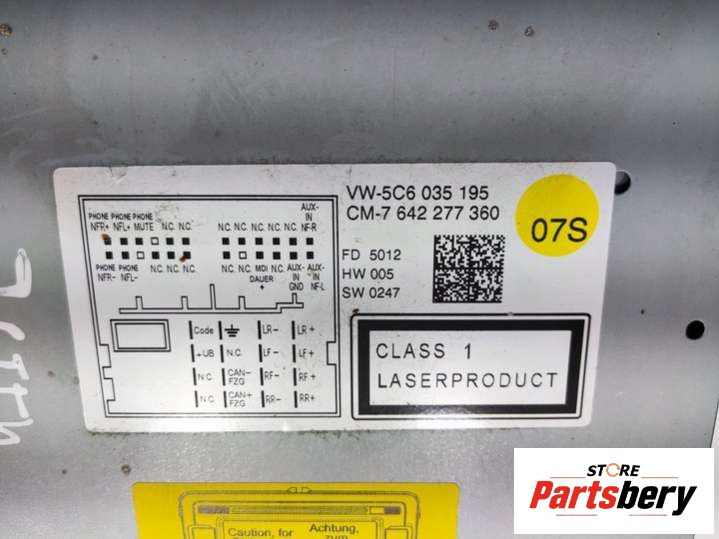 VW-5C6 035 195
CM-7 642 277 360
07S
FD 5012
HW 005
SW 0247
CLASS 1
LASERPRODUCT
PHONE NFR+ PHONE NFL+ PHONE MUTE N.C. N.C. N.C. N.C. N.C. N.C. N.C. AUX-IN NF-R
PHONE NFR- PHONE NFL- N.C. N.C. N.C. N.C. N.C. MDI DAUER + AUX-IN GND AUX-IN NF-L
Code LR- LR+
+UB N.C. LF- LF+
N.C. CAN-FZG RF- RF+
N.C. CAN+FZG RR- RR+
Caution, for
Achtung,
zum
STORE
Partsbery